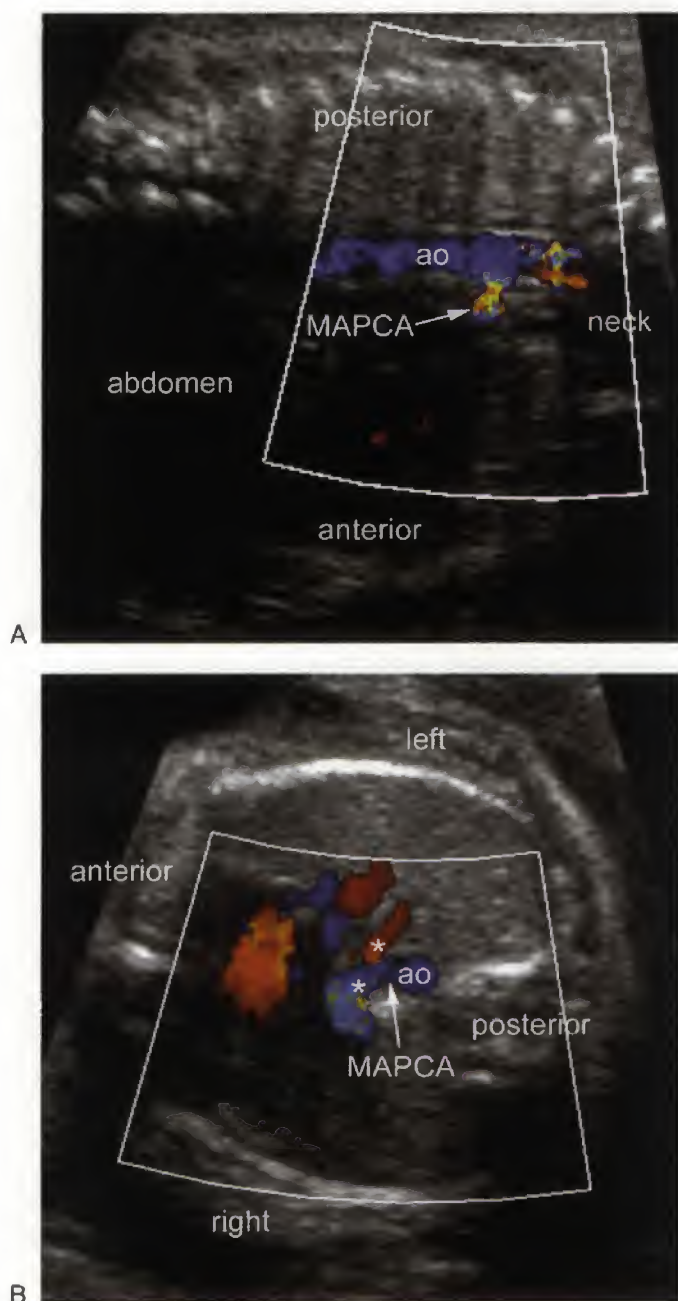 posterior
ao
MAPCA
neck
abdomen
anterior
A
left
anterior
*
ao
*
posterior
MAPCA
right
B